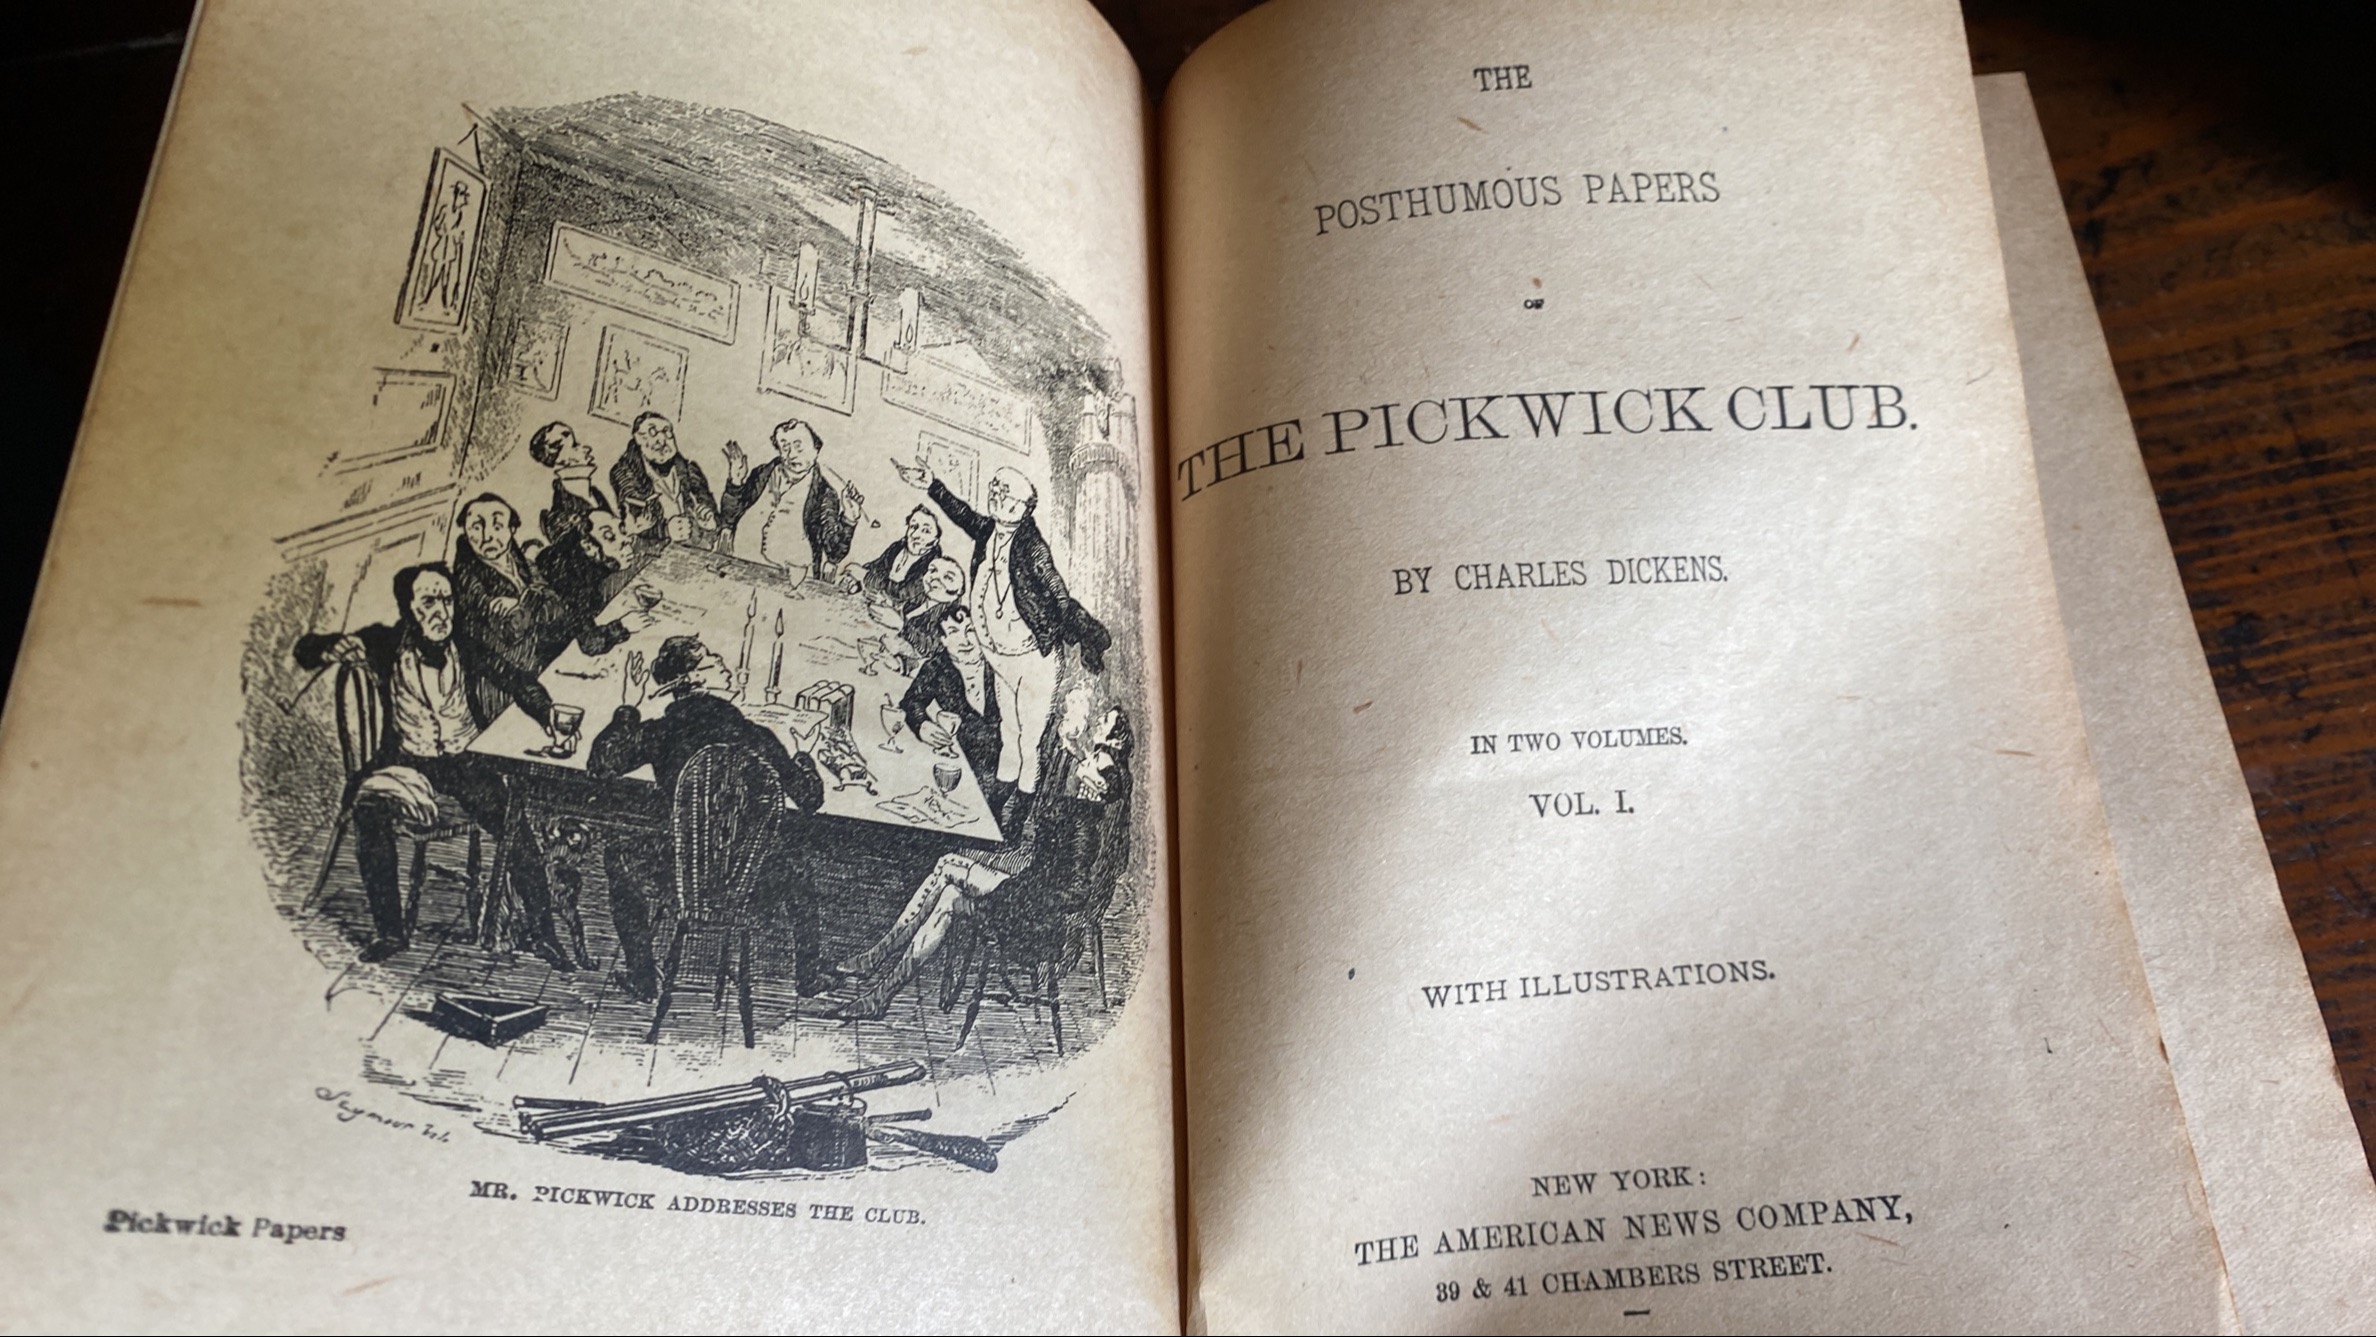 Seymour
MR. PICKWICK ADDRESSES THE CLUB.
Pickwick Papers
THE
POSTHUMOUS PAPERS
OF
THE PICKWICK CLUB.
BY CHARLES DICKENS.
IN TWO VOLUMES.
VOL. I.
WITH ILLUSTRATIONS.
NEW YORK:
THE AMERICAN NEWS COMPANY,
39 & 41 CHAMBERS STREET.